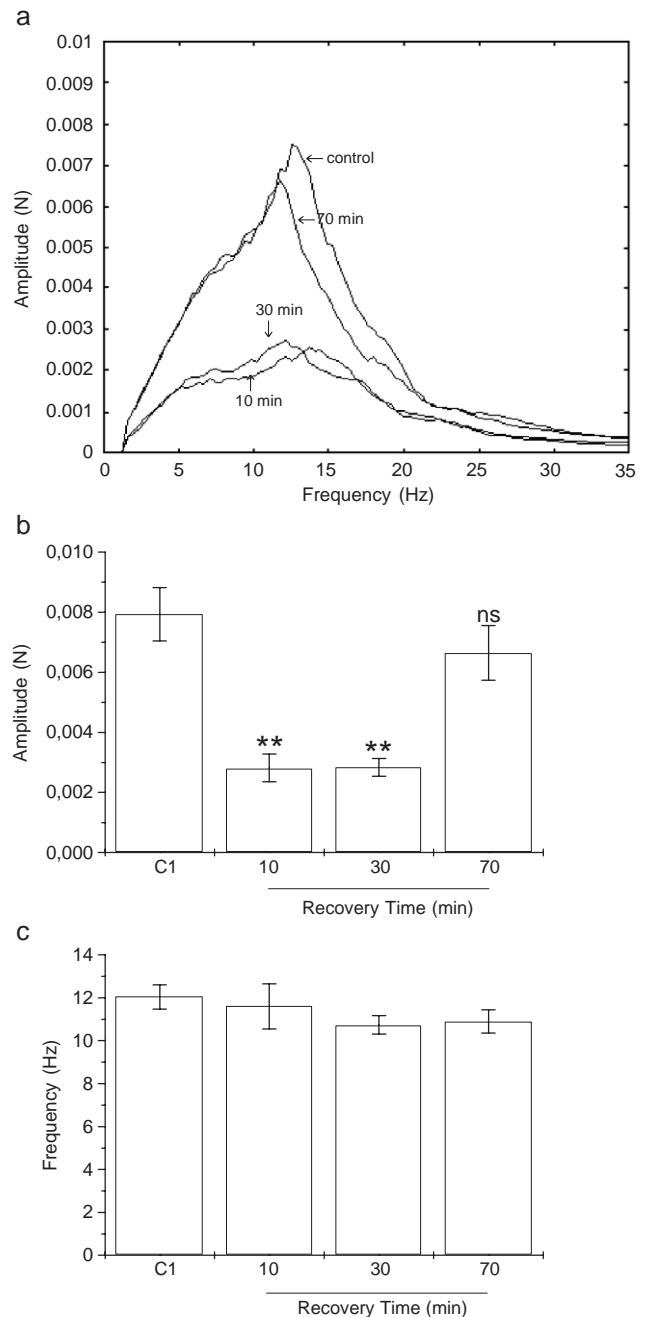 a
0.01
0.009
0.008
0.007
0.006
0.005
0.004
0.003
0.002
0.001
0
Amplitude (N)
control
70 min
30 min
10 min
0 5 10 15 20 25 30 35
Frequency (Hz)
b
0,010
0,008
0,006
0,004
0,002
0,000
Amplitude (N)
** ** ns
C1 10 30 70
Recovery Time (min)
c
14
12
10
8
6
4
2
0
Frequency (Hz)
C1 10 30 70
Recovery Time (min)